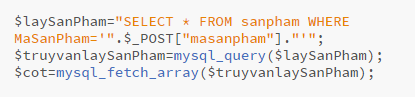 $laySanPham="SELECT * FROM sanpham WHERE
MaSanPham='".$_POST["masanpham"]."'";
$truyvanlaySanPham=mysql_query($laySanPham);
$cot=mysql_fetch_array($truyvanlaySanPham);